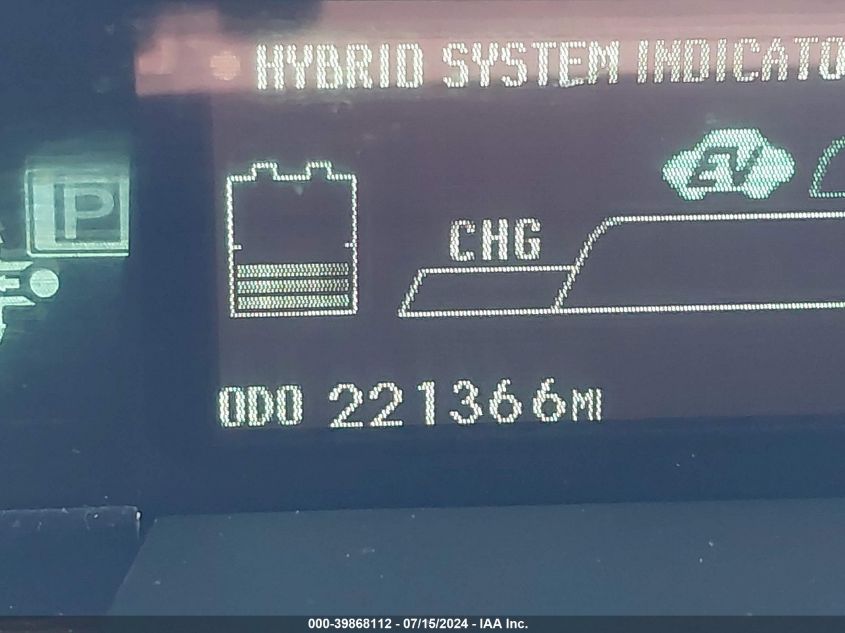 HYBRID SYSTEM INDICATO
EV
P
CHG
ODO 221366MI
000-39868112 - 07/15/2024 - IAA Inc.